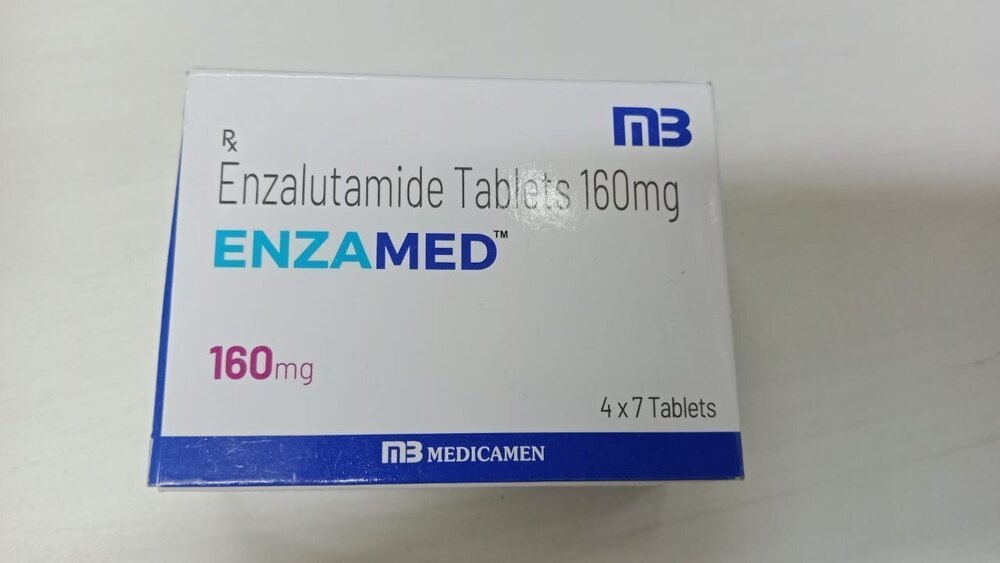 MB
Rx
Enzalutamide Tablets 160mg
ENZAMED™
160mg
4 x 7 Tablets
MB MEDICAMEN